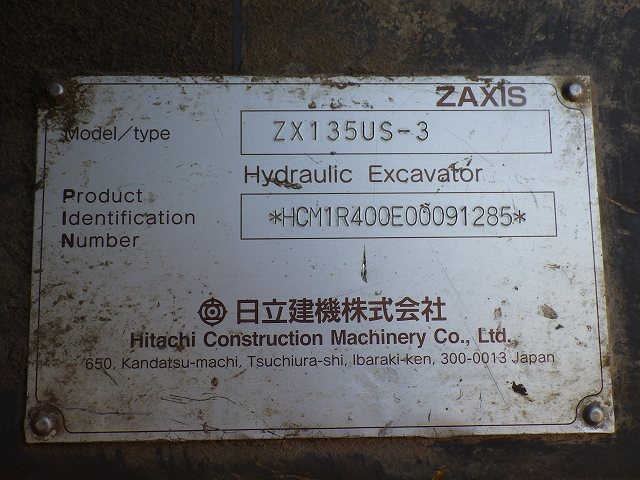 ZAXIS
Model/type ZX135US-3
Hydraulic Excavator
Product
Identification *HCM1R400E00091285*
Number
日立建機株式会社
Hitachi Construction Machinery Co., Ltd.
650, Kandatsu-machi, Tsuchiura-shi, Ibaraki-ken, 300-0013 Japan